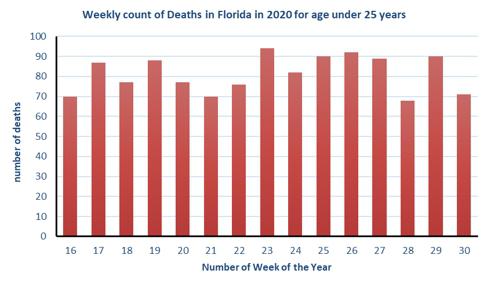 Weekly count of Deaths in Florida in 2020 for age under 25 years
number of deaths
100
90
80
70
60
50
40
30
20
10
0
16 17 18 19 20 21 22 23 24 25 26 27 28 29 30
Number of Week of the Year